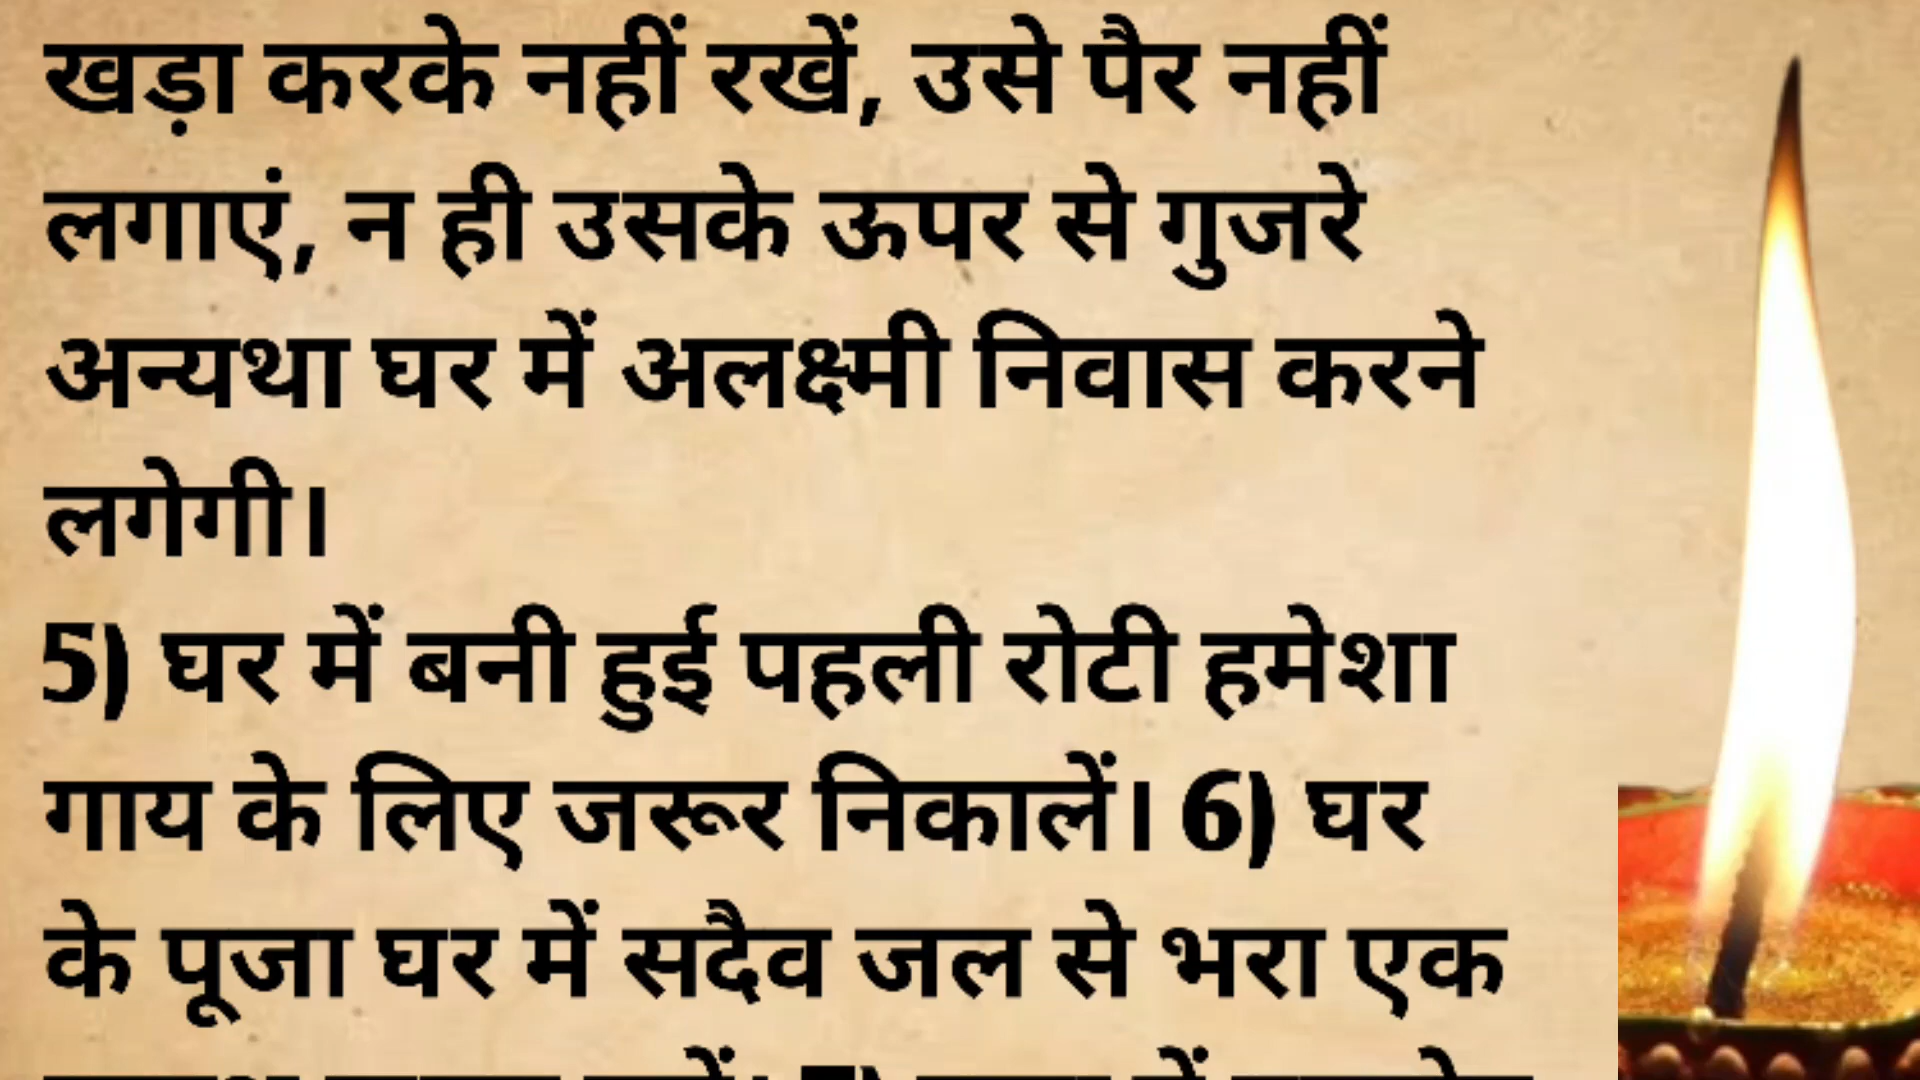 खड़ा करके नहीं रखें, उसे पैर नहीं
लगाएं, न ही उसके ऊपर से गुजरे
अन्यथा घर में अलक्ष्मी निवास करने
लगेगी।
5) घर में बनी हुई पहली रोटी हमेशा
गाय के लिए जरूर निकालें। 6) घर
के पूजा घर में सदैव जल से भरा एक